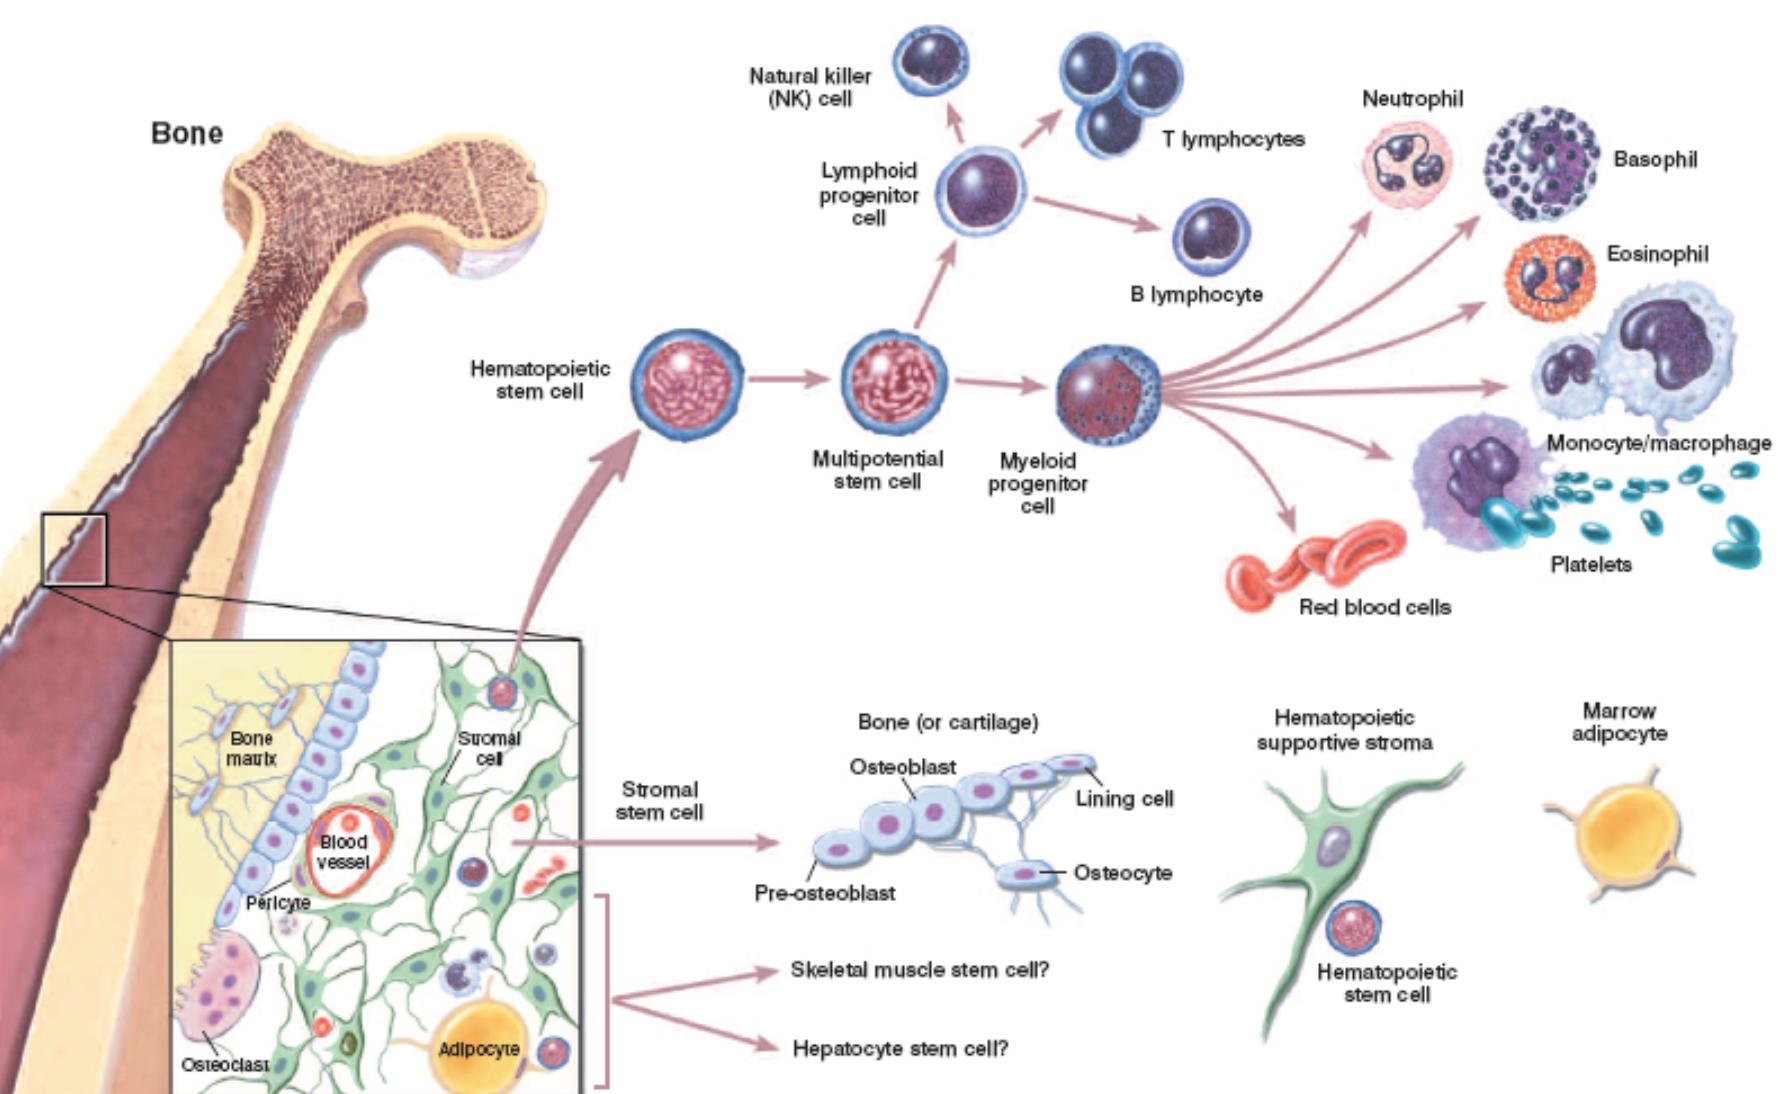 Bone
Natural killer
(NK) cell
T lymphocytes
Lymphoid
progenitor
cell
B lymphocyte
Neutrophil
Basophil
Eosinophil
Monocyte/macrophage
Platelets
Red blood cells
Hematopoietic
stem cell
Multipotential
stem cell
Myeloid
progenitor
cell
Bone
matrix
Stromal
cell
Blood
vessel
Pericyte
Osteoclast
Adipocyte
Stromal
stem cell
Bone (or cartilage)
Osteoblast
Lining cell
Pre-osteoblast
Osteocyte
Skeletal muscle stem cell?
Hepatocyte stem cell?
Hematopoietic
supportive stroma
Hematopoietic
stem cell
Marrow
adipocyte